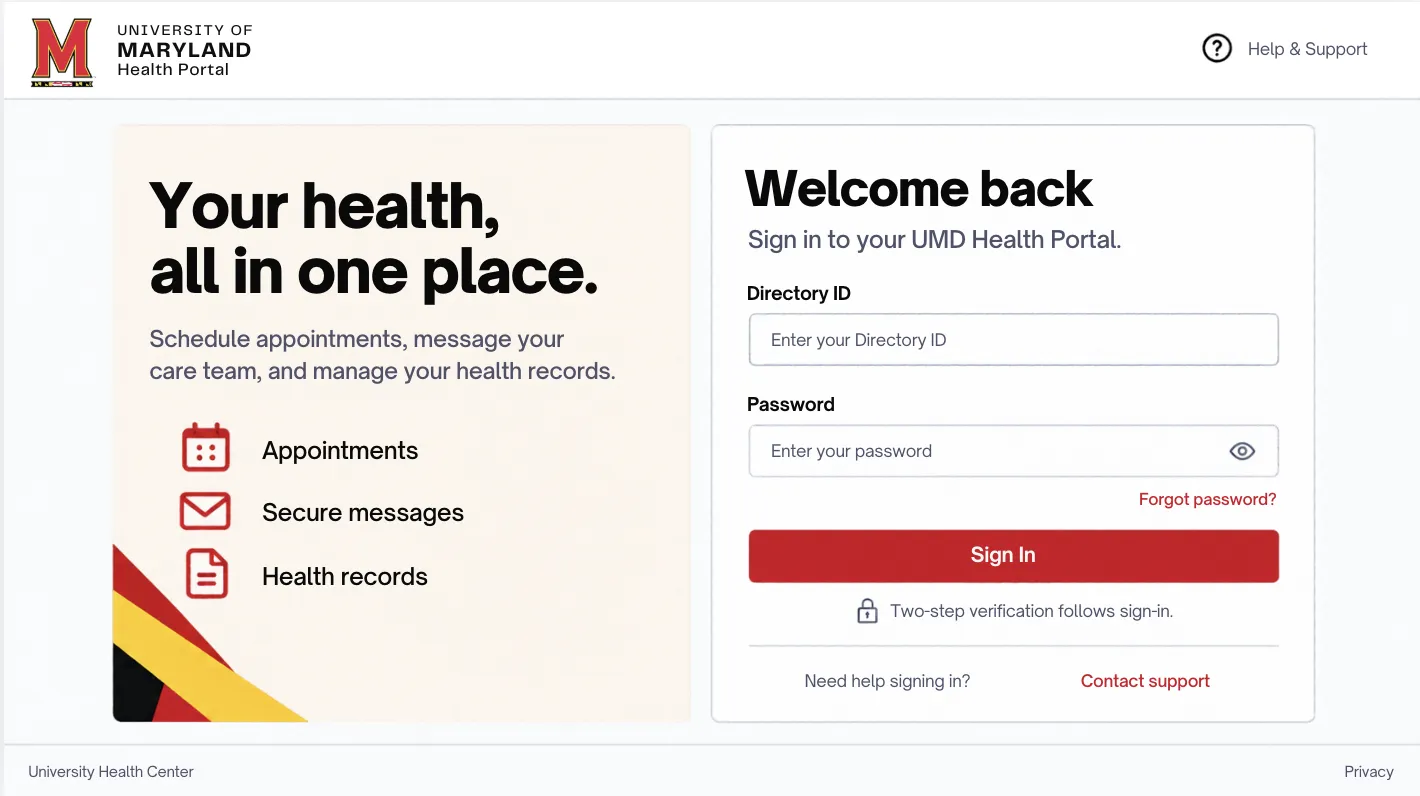 UNIVERSITY OF
MARYLAND
Health Portal
? Help & Support
Your health,
all in one place.
Schedule appointments, message your
care team, and manage your health records.
Appointments
Secure messages
Health records
Welcome back
Sign in to your UMD Health Portal.
Directory ID
Enter your Directory ID
Password
Enter your password
Forgot password?
Sign In
Two-step verification follows sign-in.
Need help signing in? Contact support
University Health Center
Privacy